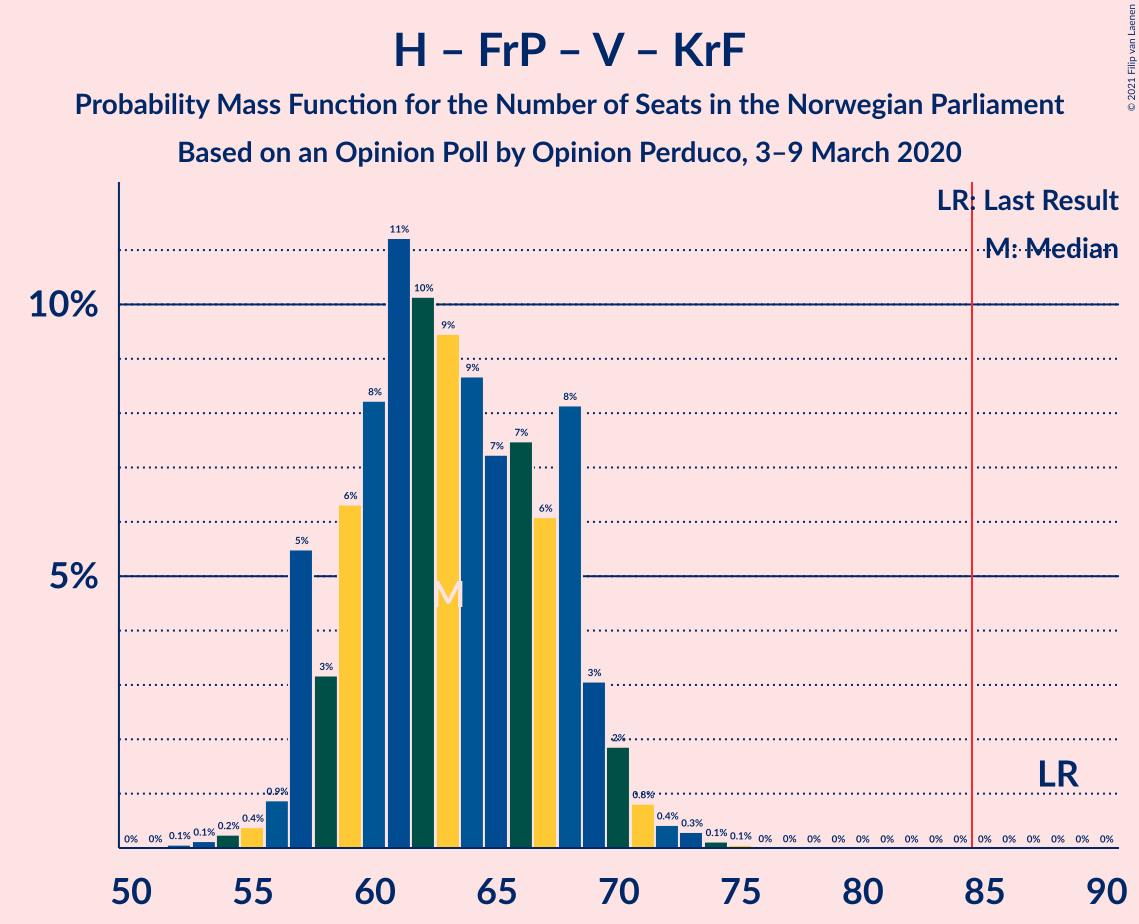 H – FrP – V – KrF
Probability Mass Function for the Number of Seats in the Norwegian Parliament
Based on an Opinion Poll by Opinion Perduco, 3–9 March 2020
© 2021 Filip van Laenen
LR: Last Result
M: Median
10%
5%
0% 0% 0.1% 0.1% 0.2% 0.4% 0.9% 5% 3% 6% 8% 11% 10% 9% 9% 7% 7% 6% 8% 3% 2% 0.8% 0.4% 0.3% 0.1% 0.1% 0% 0% 0% 0% 0% 0% 0% 0% 0% 0% 0% 0% 0% 0% 0%
M
LR
50 55 60 65 70 75 80 85 90